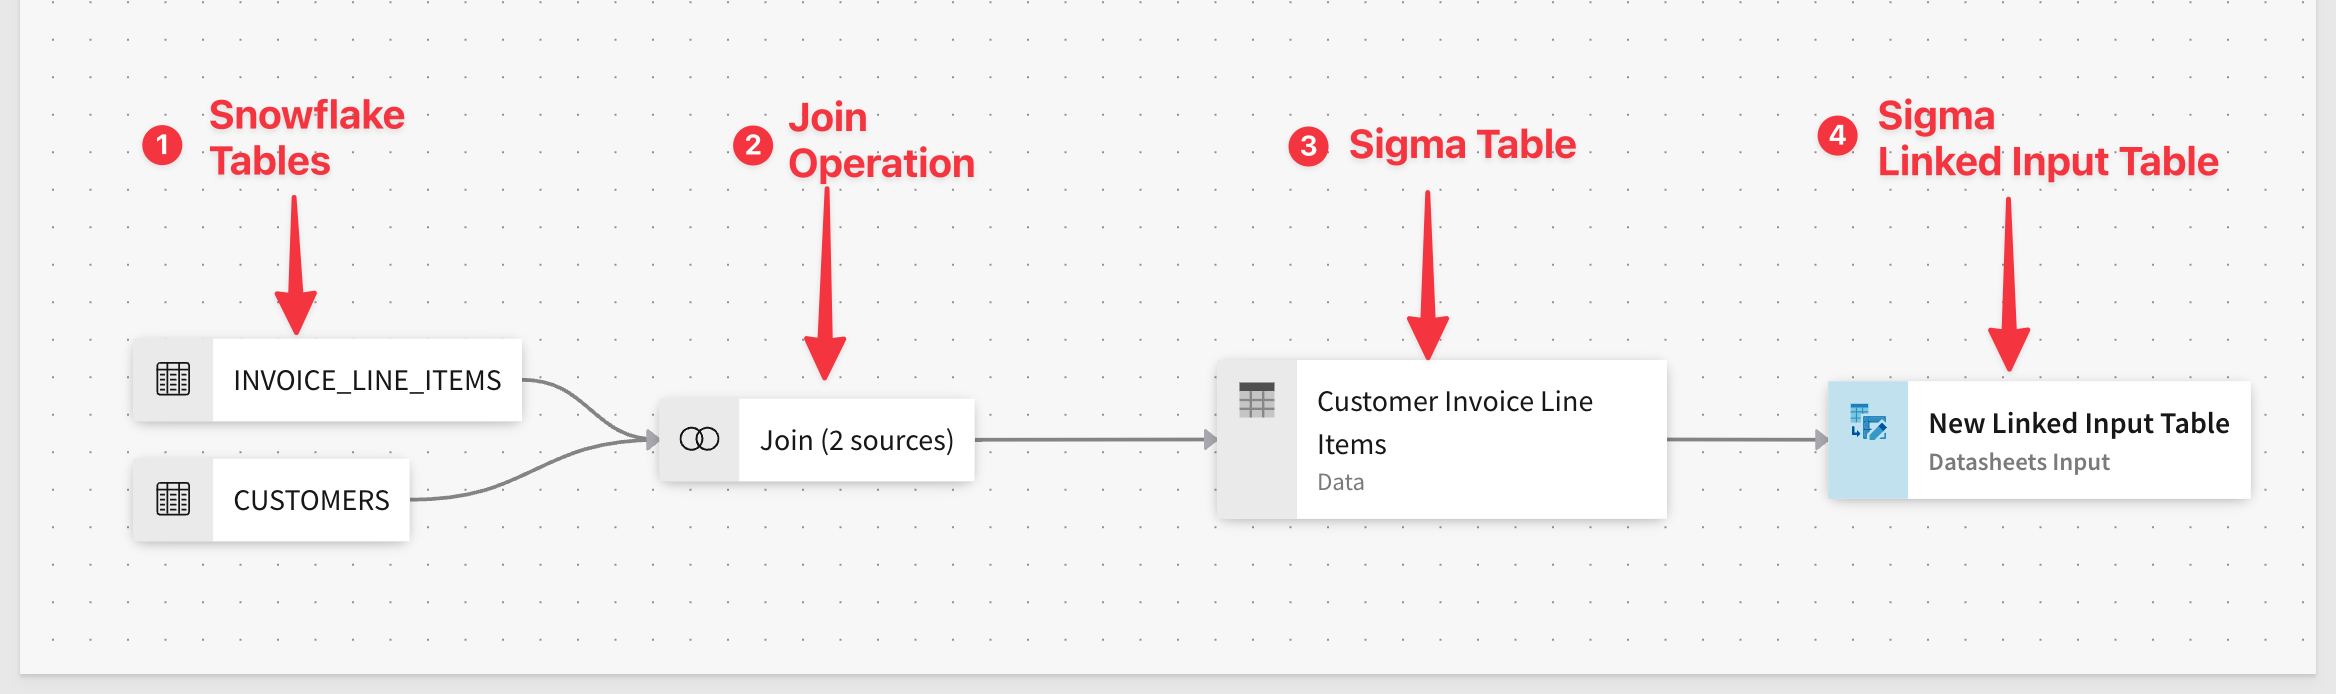 1
Snowflake
Tables
2
Join
Operation
3
Sigma Table
4
Sigma
Linked Input Table
INVOICE_LINE_ITEMS
CUSTOMERS
Join (2 sources)
Customer Invoice Line
Items
Data
New Linked Input Table
Datasheets Input